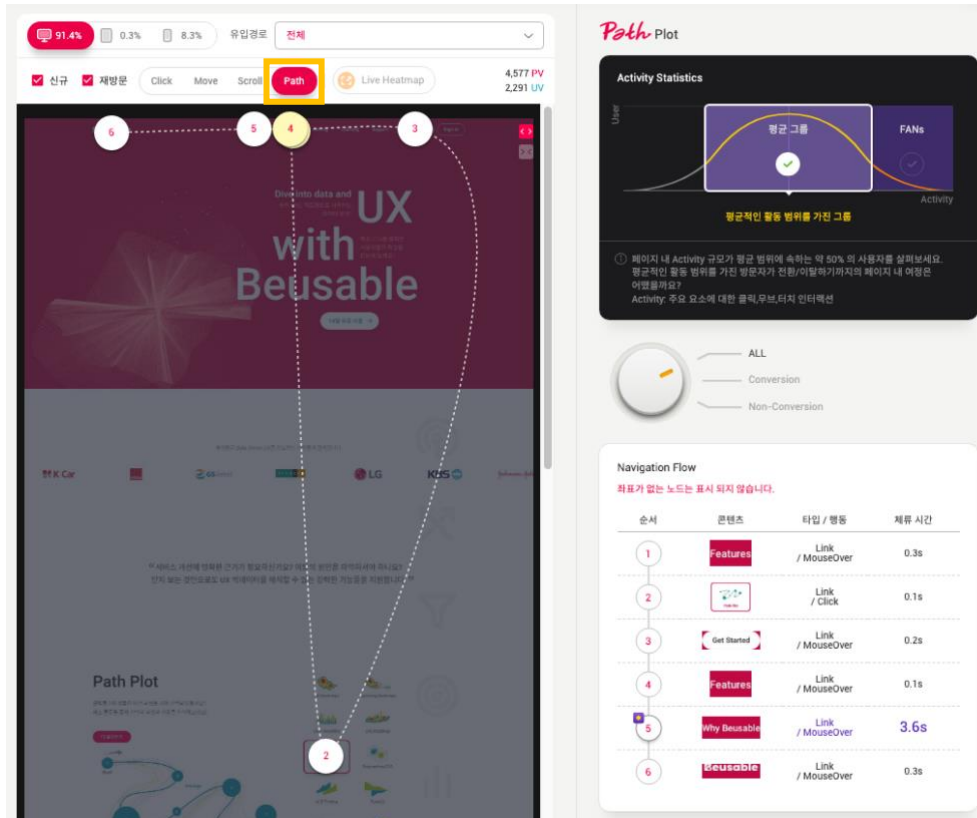 91.4%
0.3%
8.3%
유입경로
전체
신규
재방문
Click
Move
Scroll
Path
Live Heatmap
4,577 PV
2,291 UV
6
5
4
3
Dive into data and
UX
with
Beusable
K Car
LG
KBS
Path Plot
2
Path Plot
Activity Statistics
User
평균 그룹
FANs
Activity
평균적인 활동 범위를 가진 그룹
페이지 내 Activity 규모가 평균 범위에 속하는 약 50% 의 사용자를 살펴보세요.
평균적인 활동 범위를 가진 방문자가 전환/이탈하기까지의 페이지 내 여정은
어땠을까요?
Activity: 주요 요소에 대한 클릭,무브,터치 인터랙션
ALL
Conversion
Non-Conversion
Navigation Flow
좌표가 없는 노드는 표시 되지 않습니다.
순서 콘텐츠 타입 / 행동 체류 시간
1 Features Link / MouseOver 0.3s
2 Link / Click 0.1s
3 Get Started Link / MouseOver 0.2s
4 Features Link / MouseOver 0.1s
5 Why Beusable Link / MouseOver 3.6s
6 Beusable Link / MouseOver 0.3s